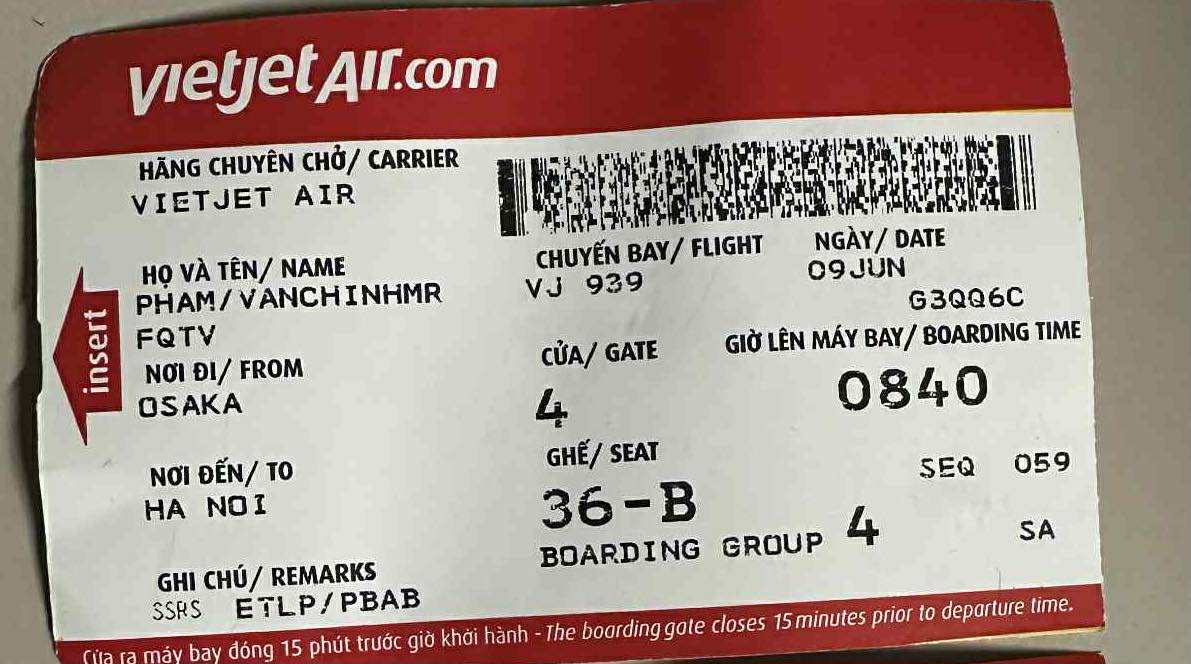 vietjetAir.com
HÃNG CHUYÊN CHỞ/ CARRIER
VIETJET AIR
HỌ VÀ TÊN/ NAME
PHAM/VANCHINHMR
FQTV
NƠI ĐI/ FROM
OSAKA
NƠI ĐẾN/ TO
HA NOI
GHI CHÚ/ REMARKS
SSRS ETLP/PBAB
insert
CHUYẾN BAY/ FLIGHT
VJ 939
NGÀY/ DATE
09JUN
G3QQ6C
CỬA/ GATE
4
GIỜ LÊN MÁY BAY/ BOARDING TIME
0840
GHẾ/ SEAT
36-B
SEQ 059
BOARDING GROUP 4
SA
Cửa ra máy bay đóng 15 phút trước giờ khởi hành - The boarding gate closes 15 minutes prior to departure time.